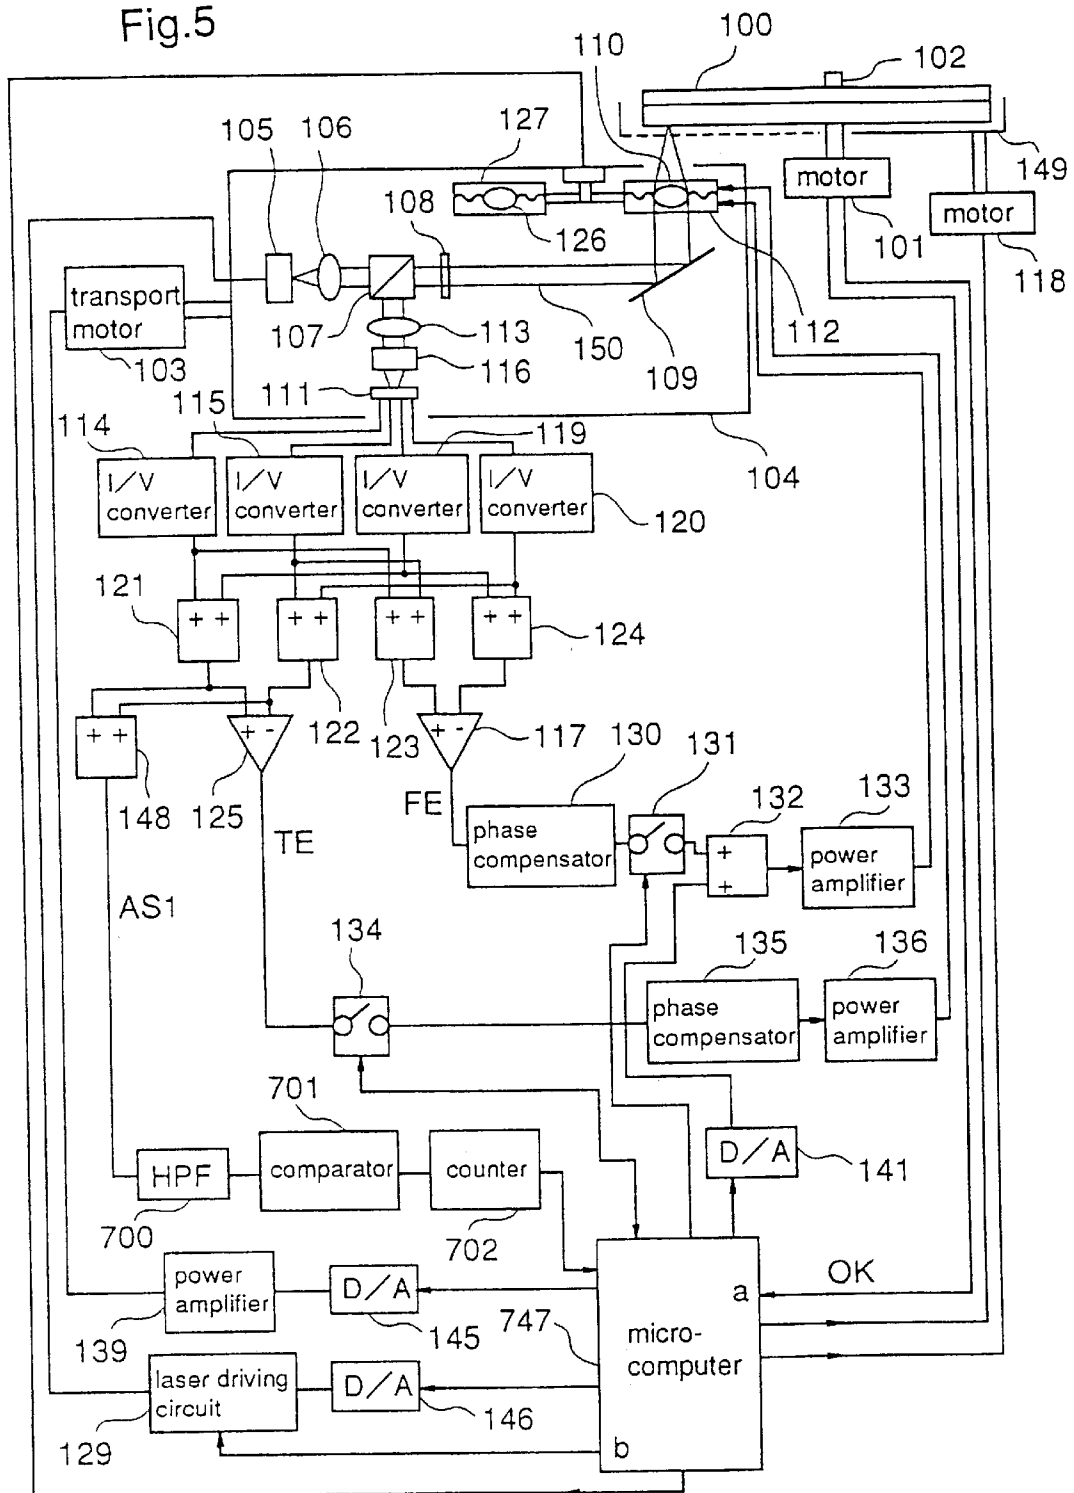 Fig.5
100
110
102
127
105
106
108
149
motor
motor
101
118
126
transport
motor
107
113
150
112
109
103
116
111
115
114
119
104
I/V
converter
I/V
converter
I/V
converter
I/V
converter
120
121
+ +
+ +
+ +
+ +
124
122
123
+ +
+ -
+ -
117
148
125
130
131
132
133
FE
TE
phase
compensator
+
+
power
amplifier
AS1
134
135
136
phase
compensator
power
amplifier
701
HPF
comparator
counter
D/A
141
700
702
OK
power
amplifier
D/A
747
a
139
145
micro-
computer
laser driving
circuit
D/A
146
129
b